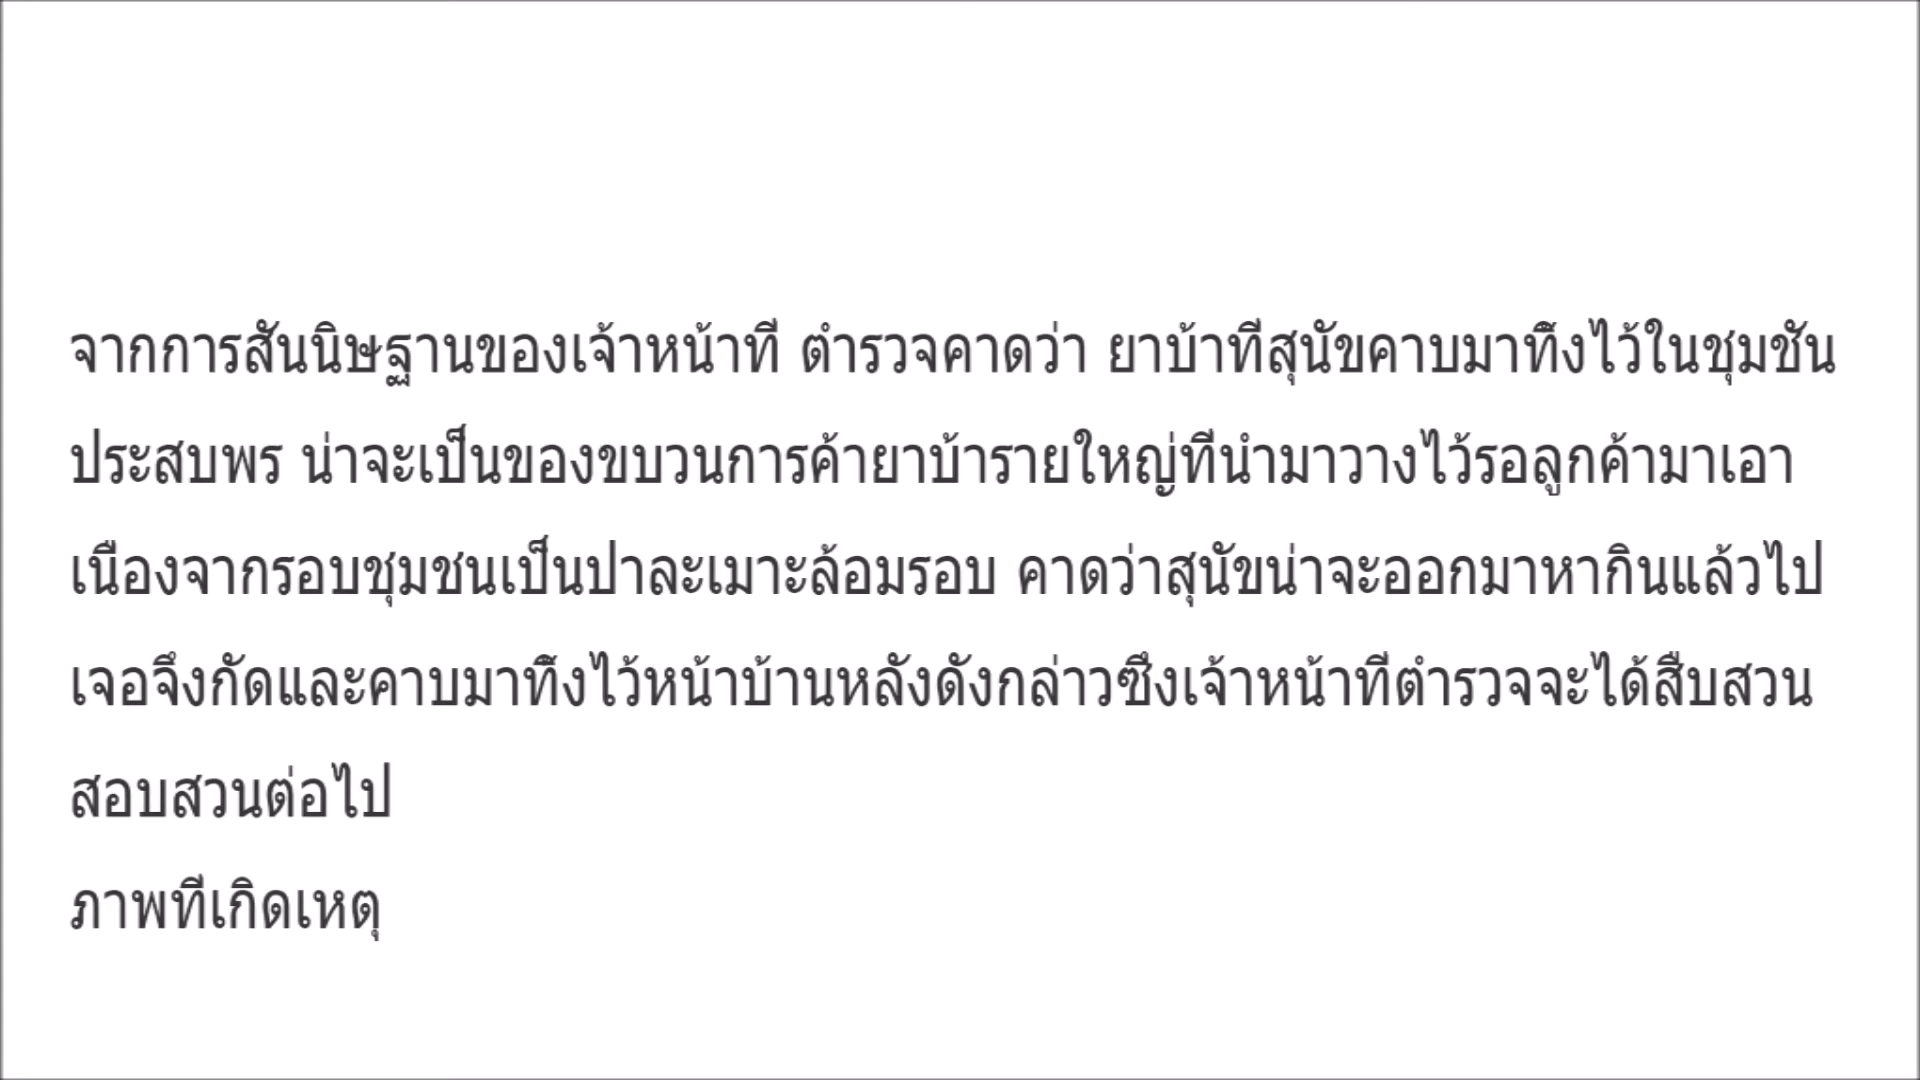 จากการสันนิษฐานของเจ้าหน้าที่ ตำรวจคาดว่า ยาบ้าที่สุนัขคาบมาทิ้งไว้ในชุมชัน
ประสบพร น่าจะเป็นของขบวนการค้ายาบ้ารายใหญ่ที่นำมาวางไว้รอลูกค้ามาเอา
เนื่องจากรอบชุมชนเป็นป่าละเมาะล้อมรอบ คาดว่าสุนัขน่าจะออกมาหากินแล้วไป
เจอจึงกัดและคาบมาทิ้งไว้หน้าบ้านหลังดังกล่าวซึ่งเจ้าหน้าที่ตำรวจจะได้สืบสวน
สอบสวนต่อไป
ภาพที่เกิดเหตุ